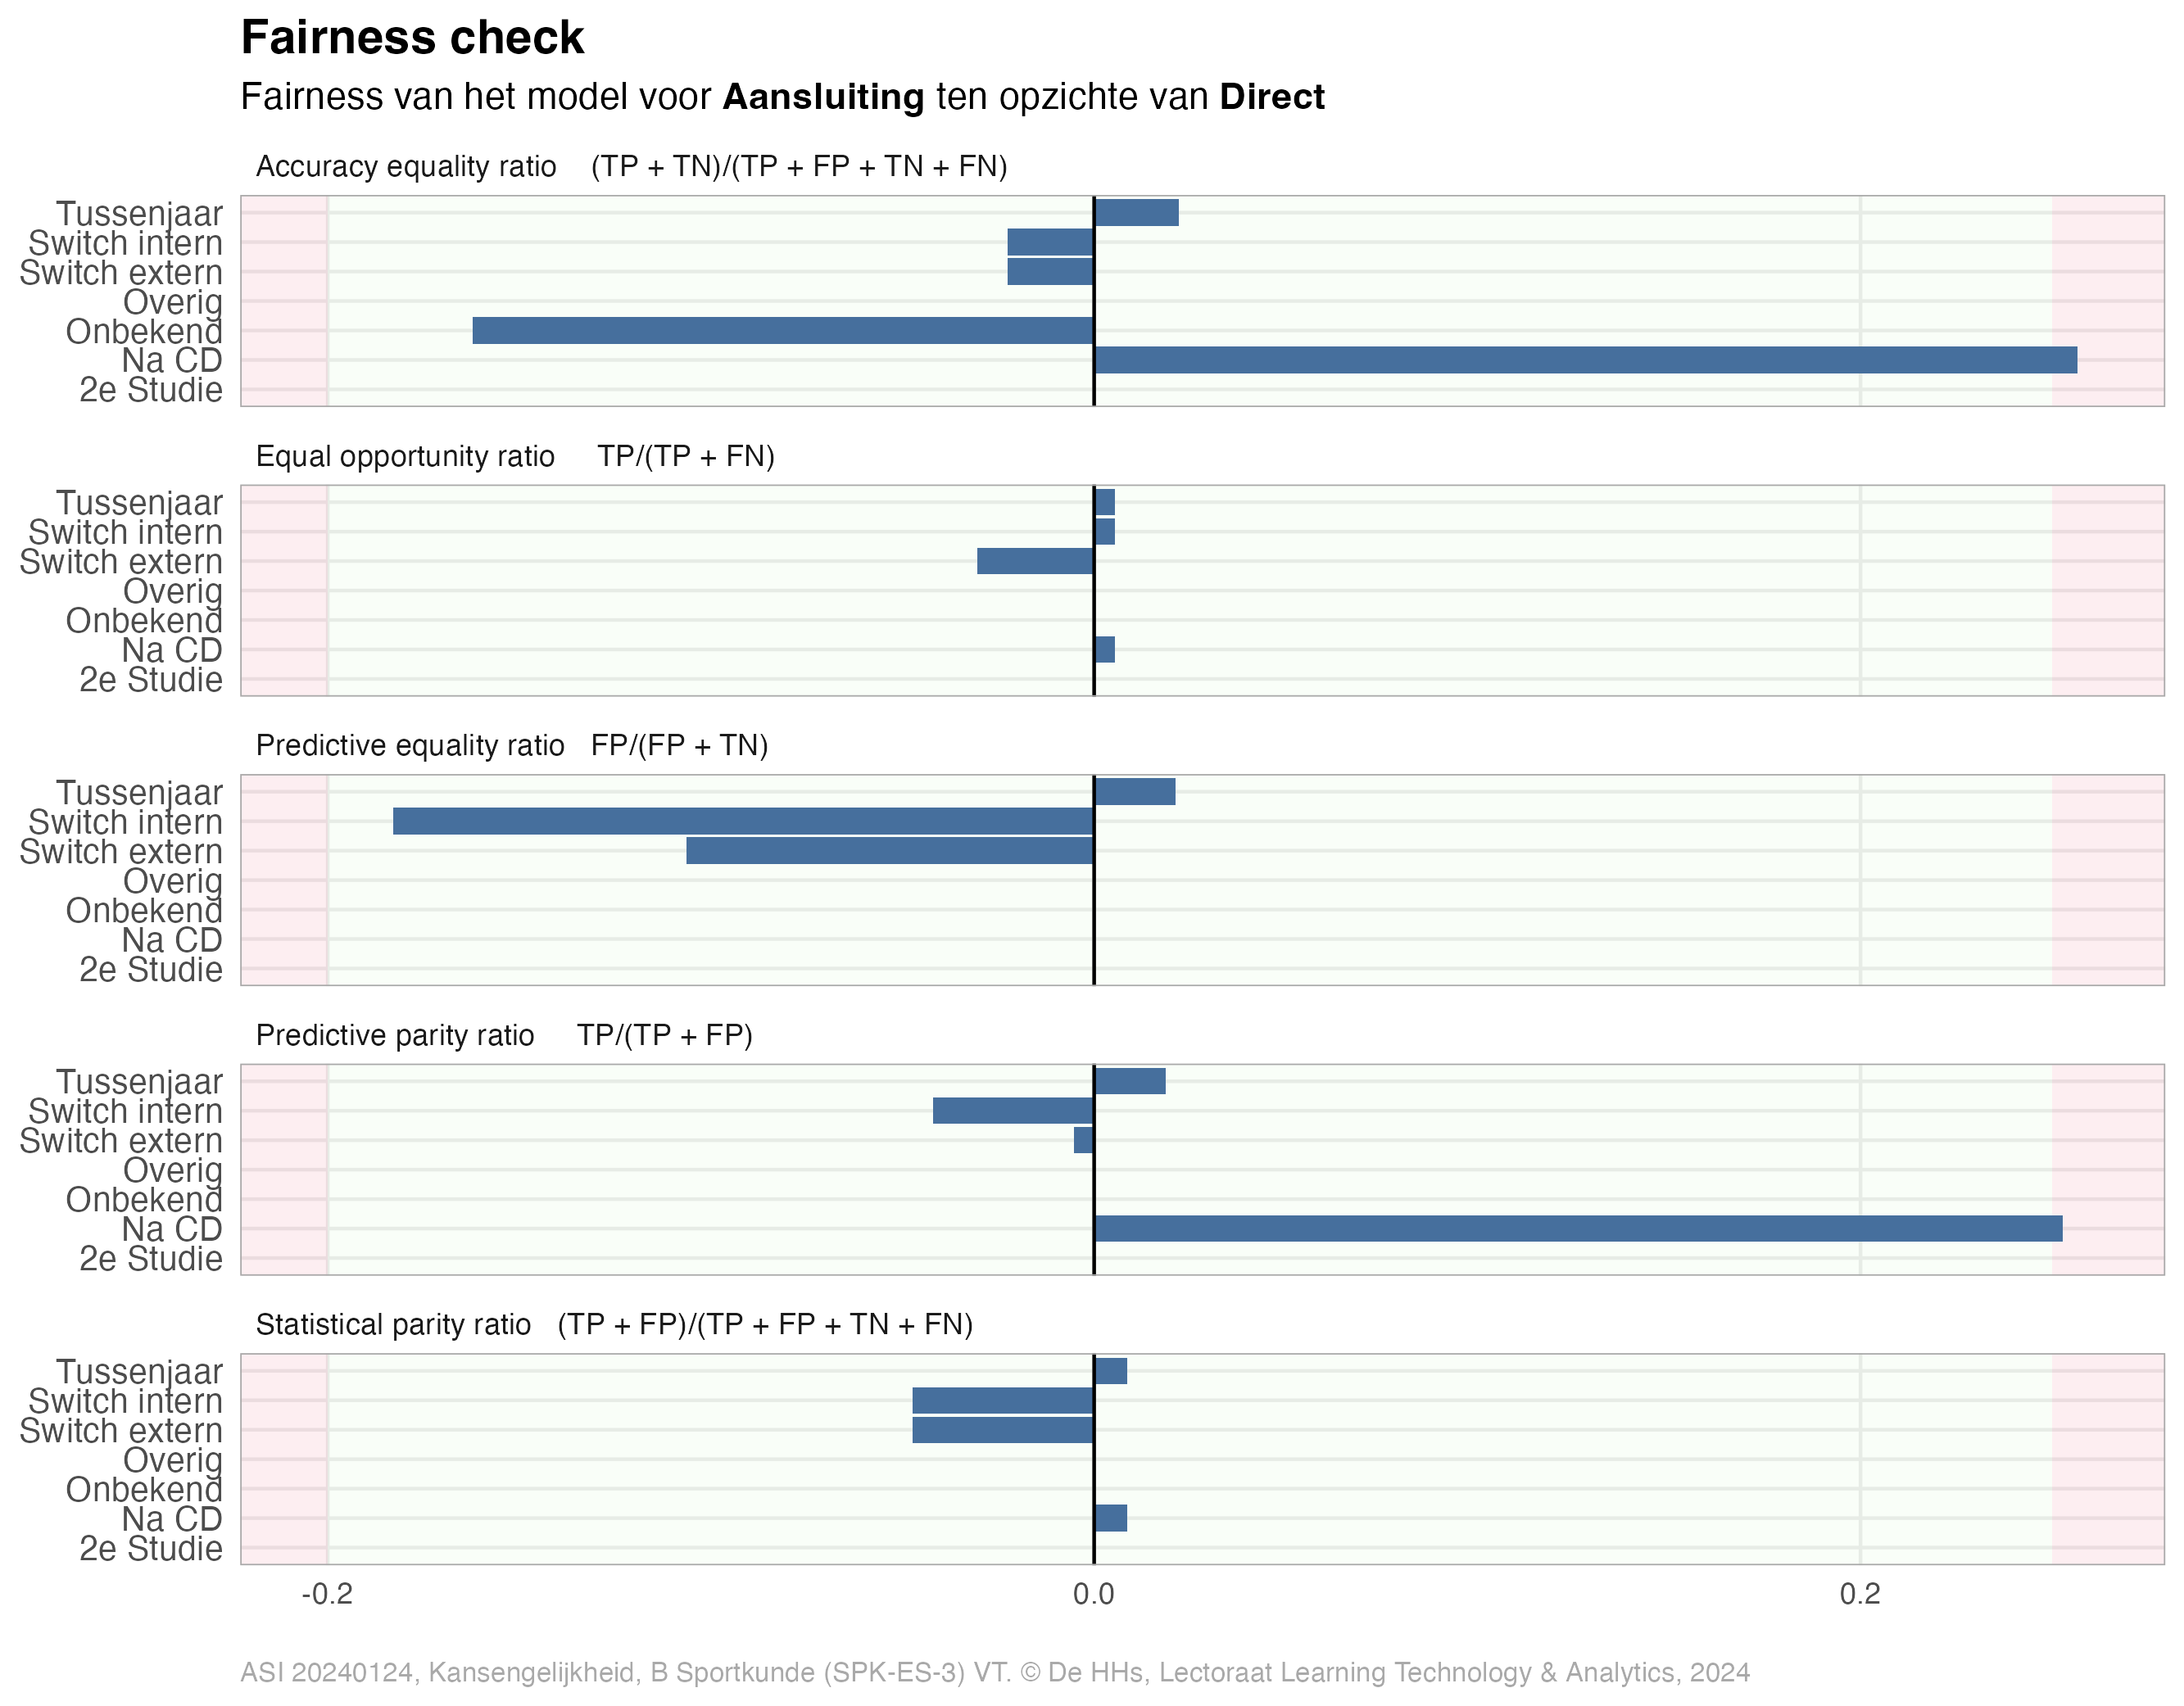 Fairness check
Fairness van het model voor Aansluiting ten opzichte van Direct
Accuracy equality ratio (TP + TN)/(TP + FP + TN + FN)
Tussenjaar
Switch intern
Switch extern
Overig
Onbekend
Na CD
2e Studie
Equal opportunity ratio TP/(TP + FN)
Tussenjaar
Switch intern
Switch extern
Overig
Onbekend
Na CD
2e Studie
Predictive equality ratio FP/(FP + TN)
Tussenjaar
Switch intern
Switch extern
Overig
Onbekend
Na CD
2e Studie
Predictive parity ratio TP/(TP + FP)
Tussenjaar
Switch intern
Switch extern
Overig
Onbekend
Na CD
2e Studie
Statistical parity ratio (TP + FP)/(TP + FP + TN + FN)
Tussenjaar
Switch intern
Switch extern
Overig
Onbekend
Na CD
2e Studie
-0.2 0.0 0.2
ASI 20240124, Kansengelijkheid, B Sportkunde (SPK-ES-3) VT. © De HHs, Lectoraat Learning Technology & Analytics, 2024